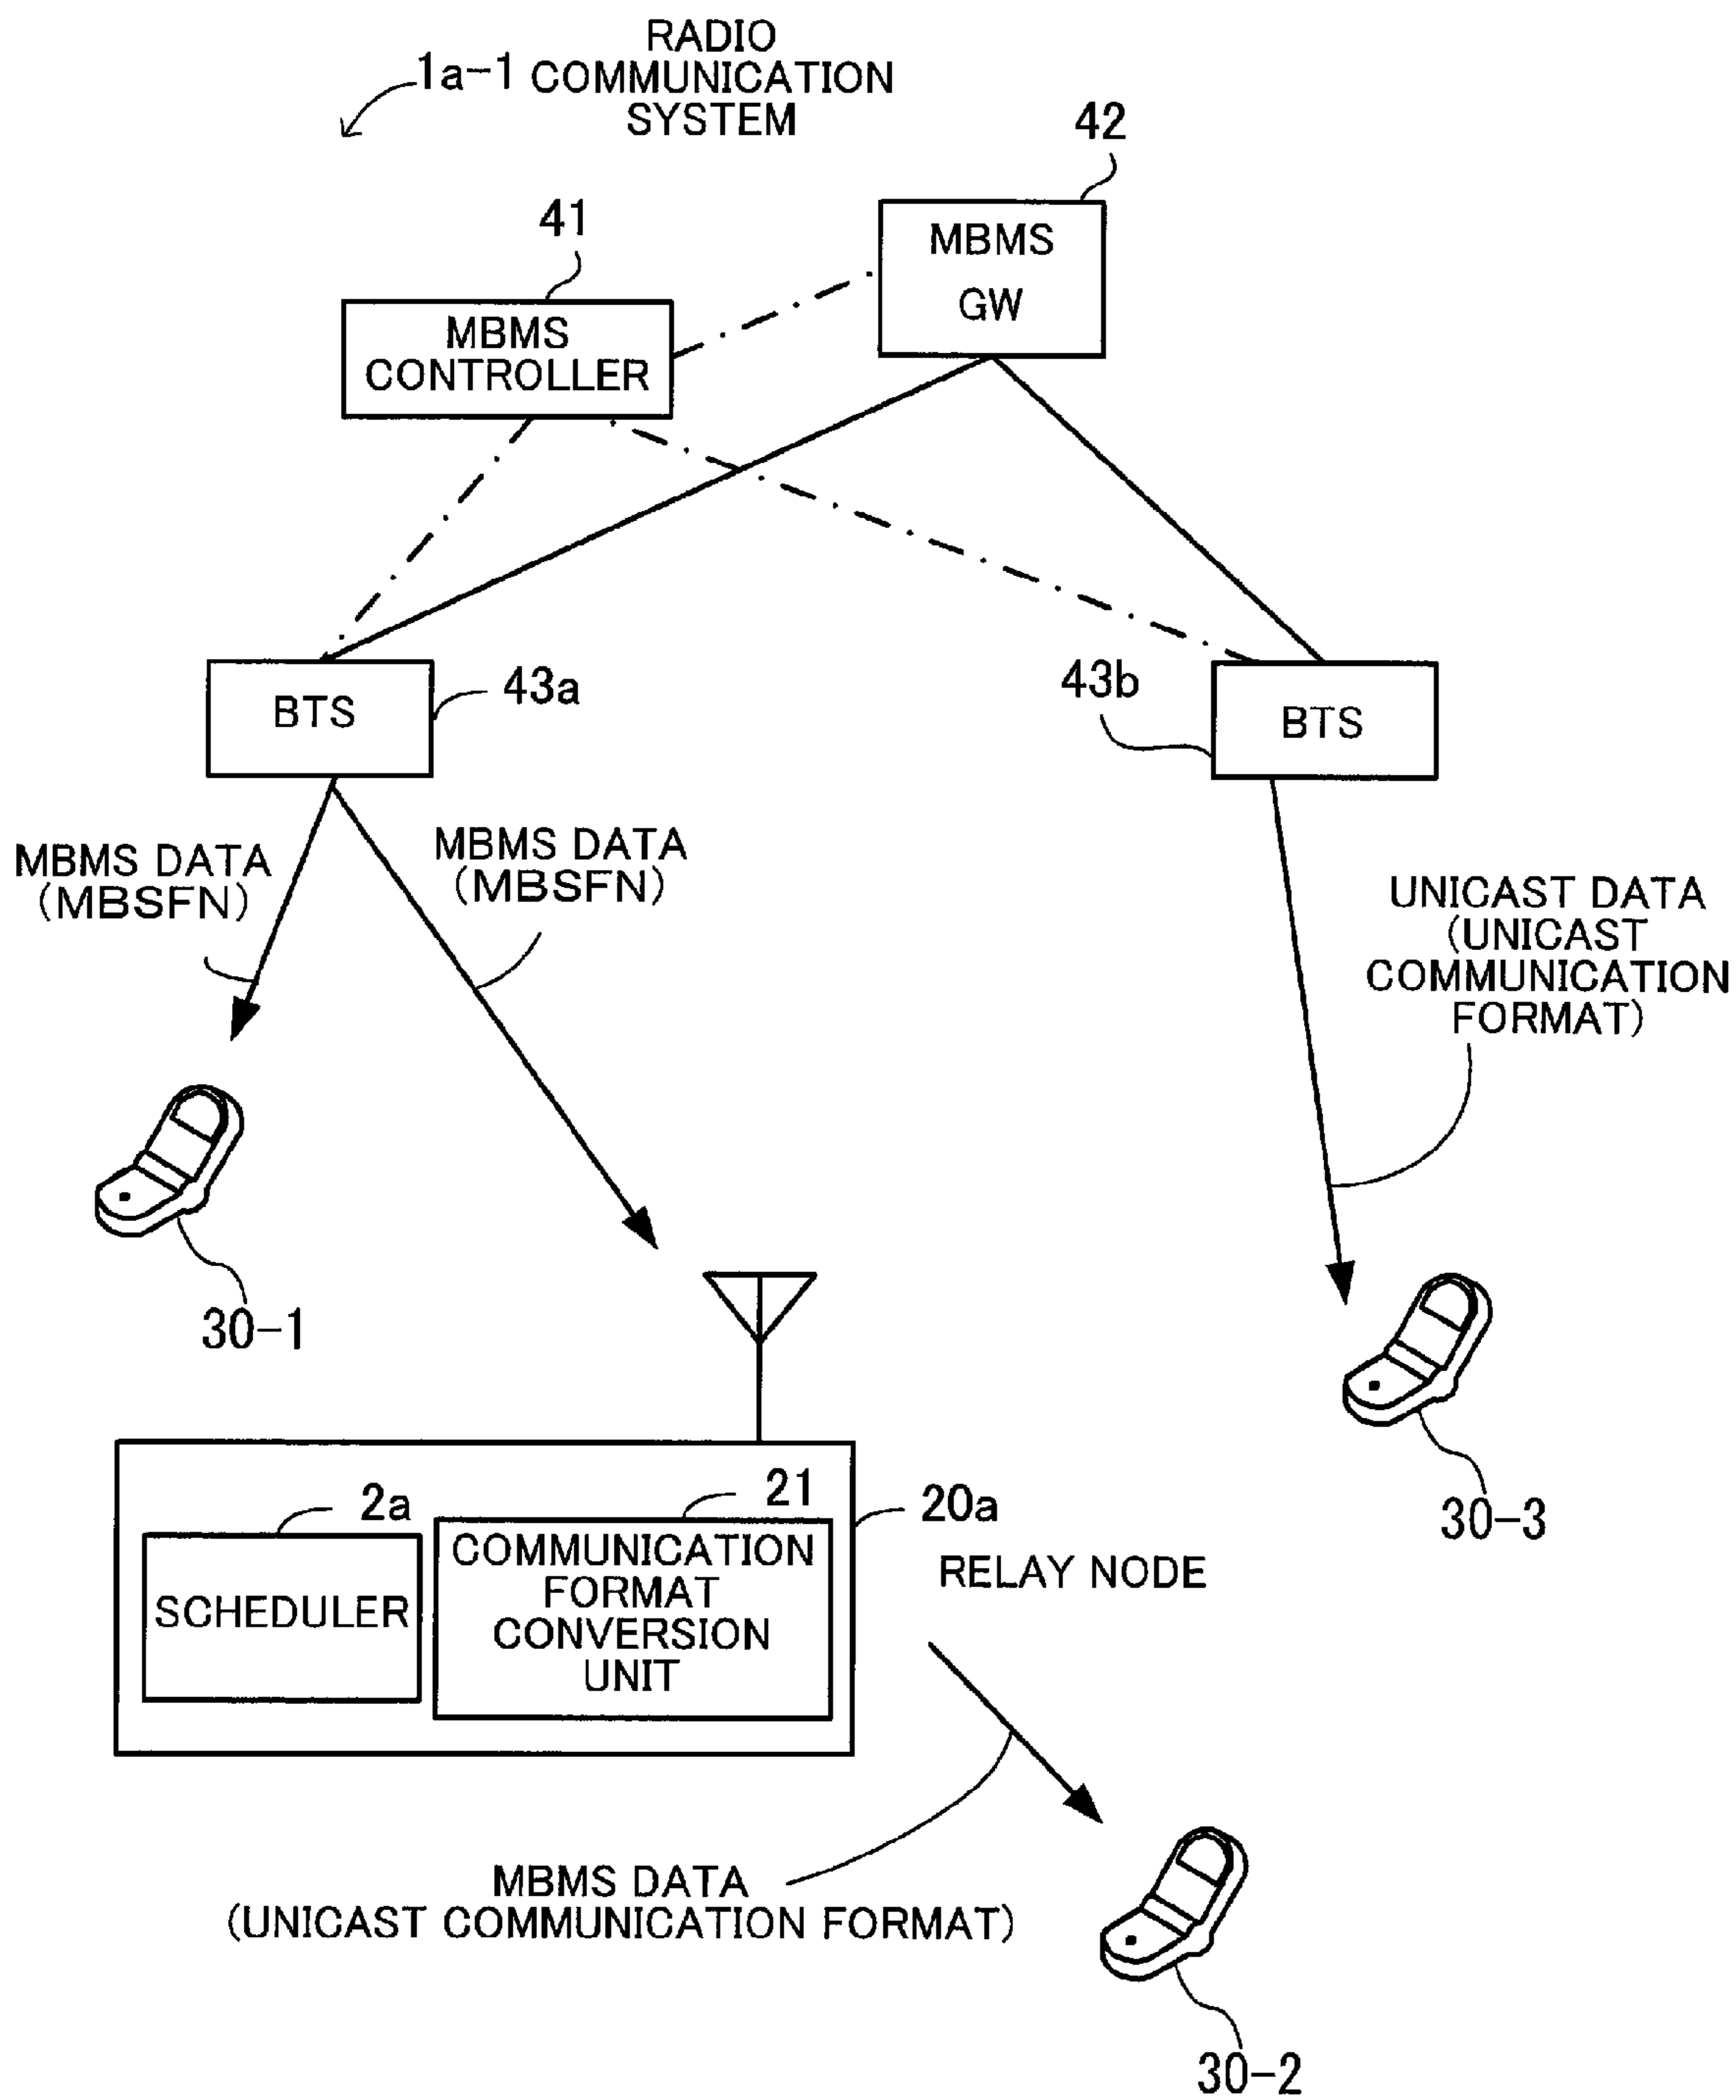 RADIO
1a-1 COMMUNICATION
SYSTEM
42
MBMS
GW
41
MBMS
CONTROLLER
BTS
43a
43b
BTS
MBMS DATA
(MBSFN)
MBMS DATA
(MBSFN)
UNICAST DATA
(UNICAST
COMMUNICATION
FORMAT)
30-1
30-3
2a
21
20a
SCHEDULER
COMMUNICATION
FORMAT
CONVERSION
UNIT
RELAY NODE
MBMS DATA
(UNICAST COMMUNICATION FORMAT)
30-2